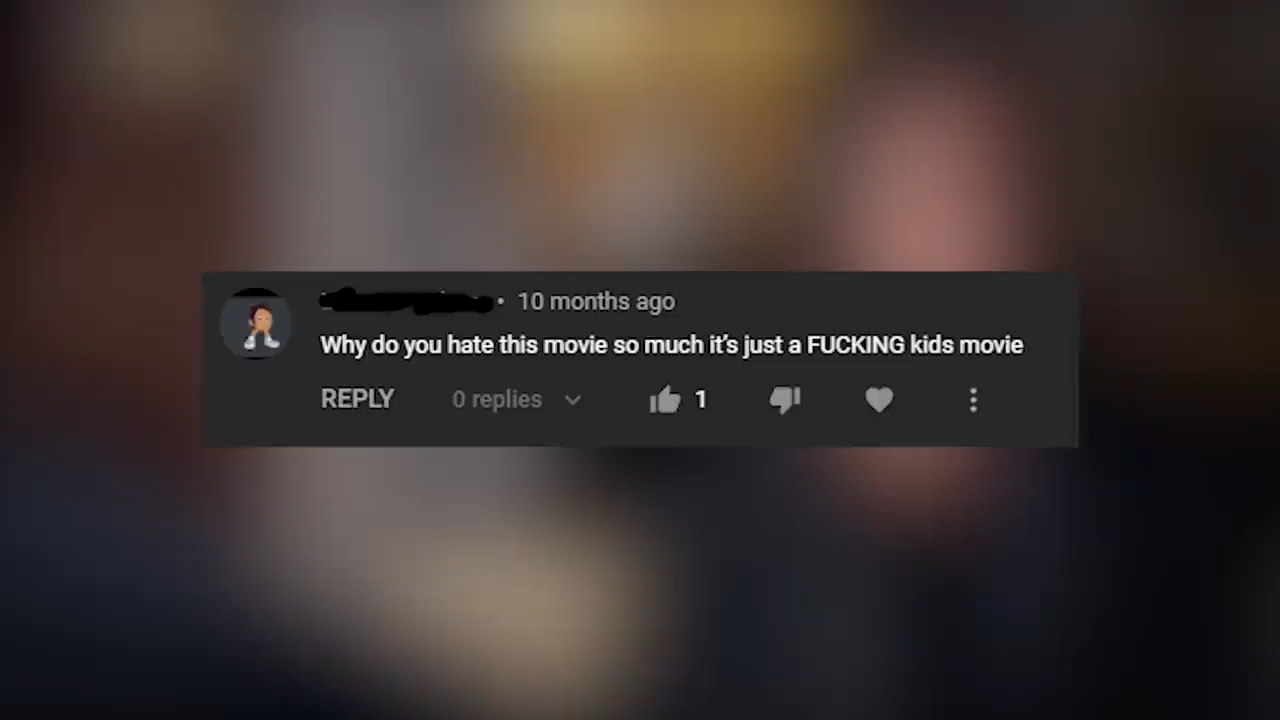 • 10 months ago
Why do you hate this movie so much it's just a FUCKING kids movie
REPLY 0 replies 1